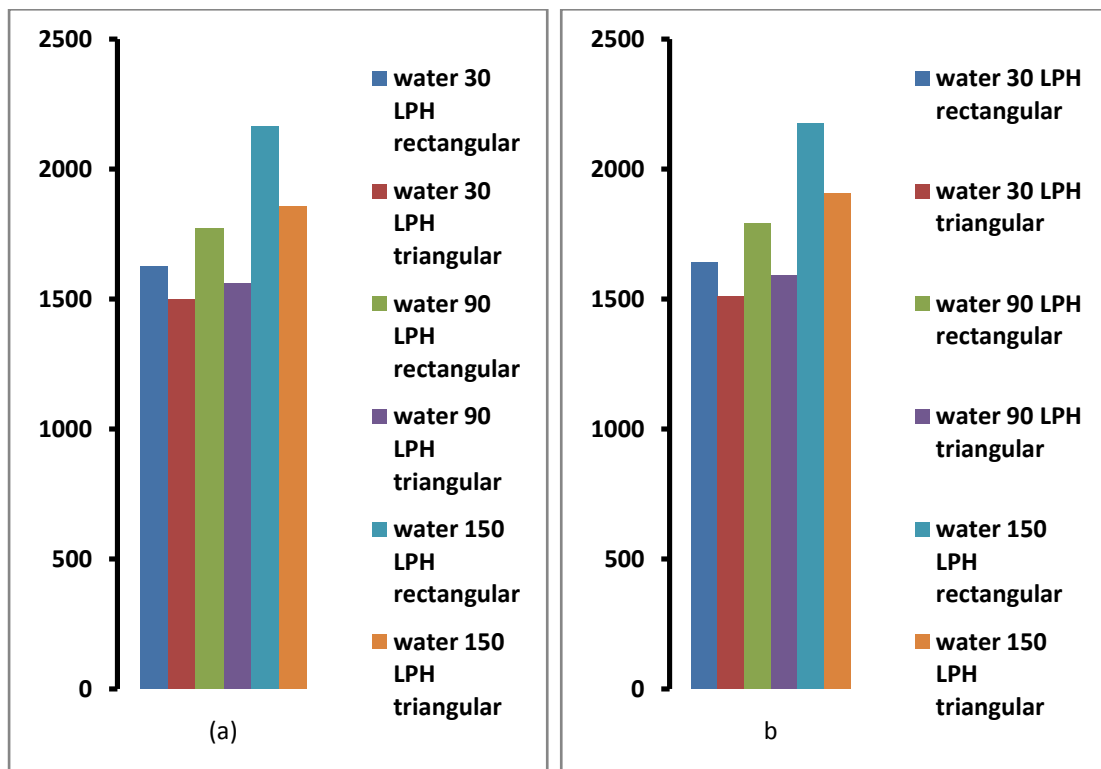 2500
2000
1500
1000
500
0
water 30
LPH
rectangular
water 30
LPH
triangular
water 90
LPH
rectangular
water 90
LPH
triangular
water 150
LPH
rectangular
water 150
LPH
triangular
(a)
2500
2000
1500
1000
500
0
water 30 LPH
rectangular
water 30 LPH
triangular
water 90 LPH
rectangular
water 90 LPH
triangular
water 150
LPH
rectangular
water 150
LPH
triangular
b